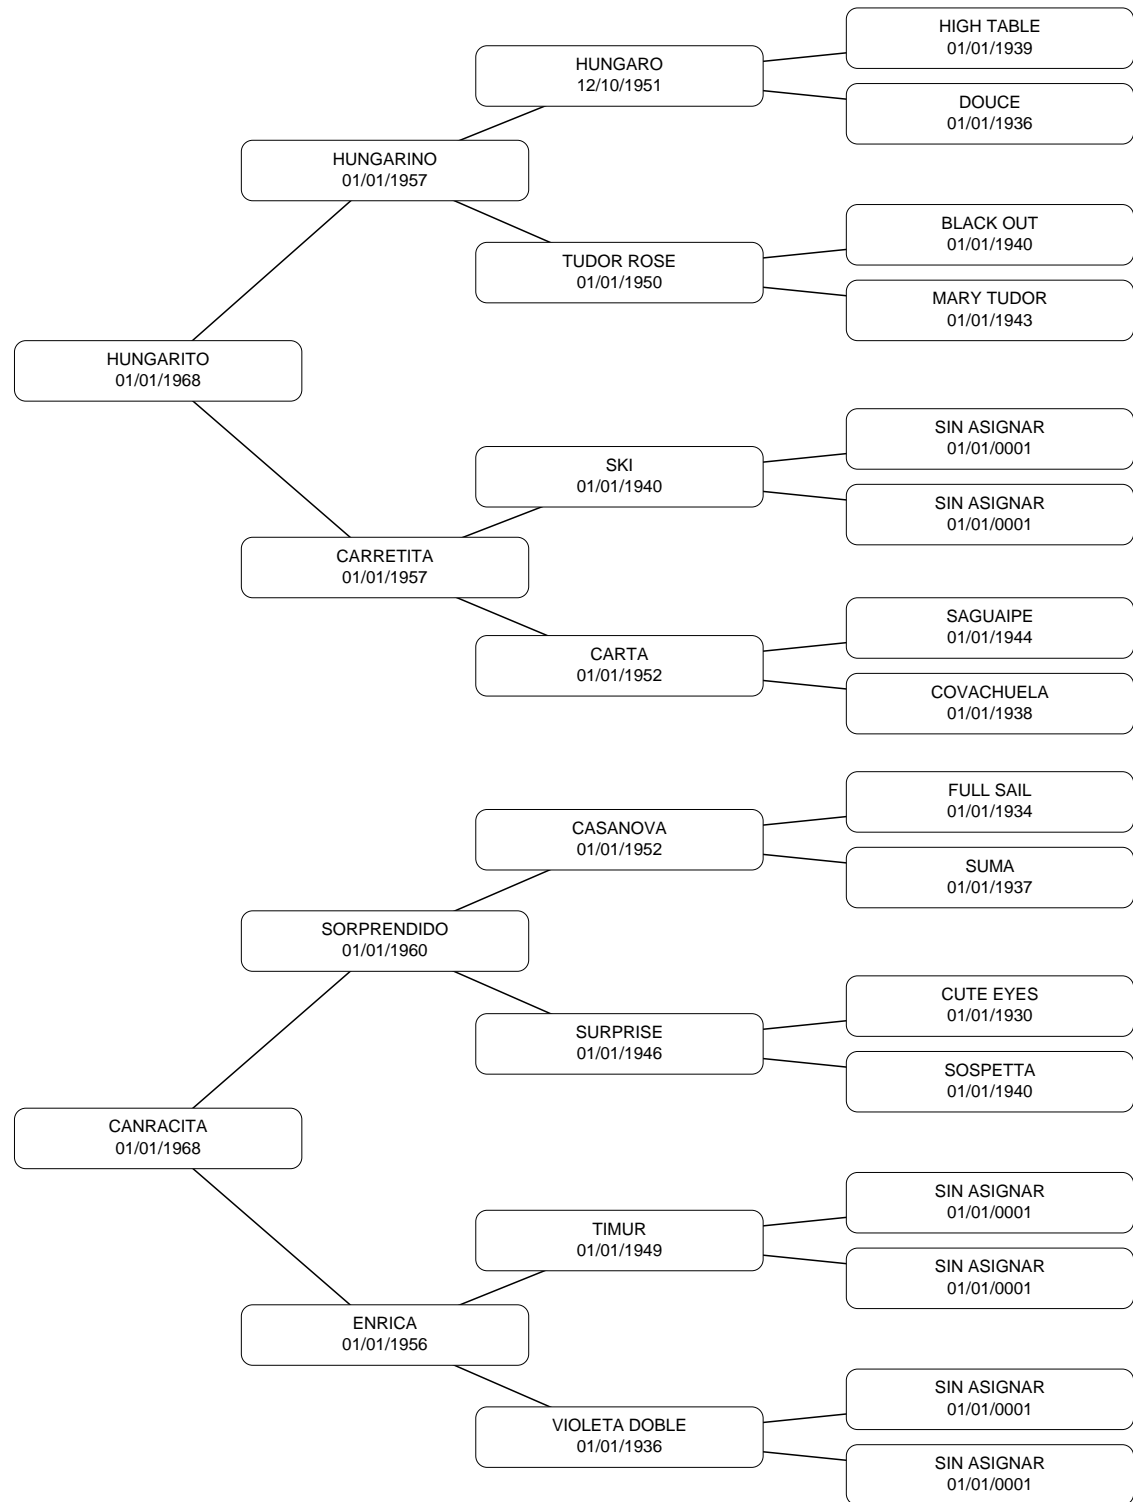 HIGH TABLE
01/01/1939
HUNGARO
12/10/1951
DOUCE
01/01/1936
HUNGARINO
01/01/1957
BLACK OUT
01/01/1940
TUDOR ROSE
01/01/1950
MARY TUDOR
01/01/1943
HUNGARITO
01/01/1968
SIN ASIGNAR
01/01/0001
SKI
01/01/1940
SIN ASIGNAR
01/01/0001
CARRETITA
01/01/1957
SAGUAIPE
01/01/1944
CARTA
01/01/1952
COVACHUELA
01/01/1938
FULL SAIL
01/01/1934
CASANOVA
01/01/1952
SUMA
01/01/1937
SORPRENDIDO
01/01/1960
CUTE EYES
01/01/1930
SURPRISE
01/01/1946
SOSPETTA
01/01/1940
CANRACITA
01/01/1968
SIN ASIGNAR
01/01/0001
TIMUR
01/01/1949
SIN ASIGNAR
01/01/0001
ENRICA
01/01/1956
SIN ASIGNAR
01/01/0001
VIOLETA DOBLE
01/01/1936
SIN ASIGNAR
01/01/0001